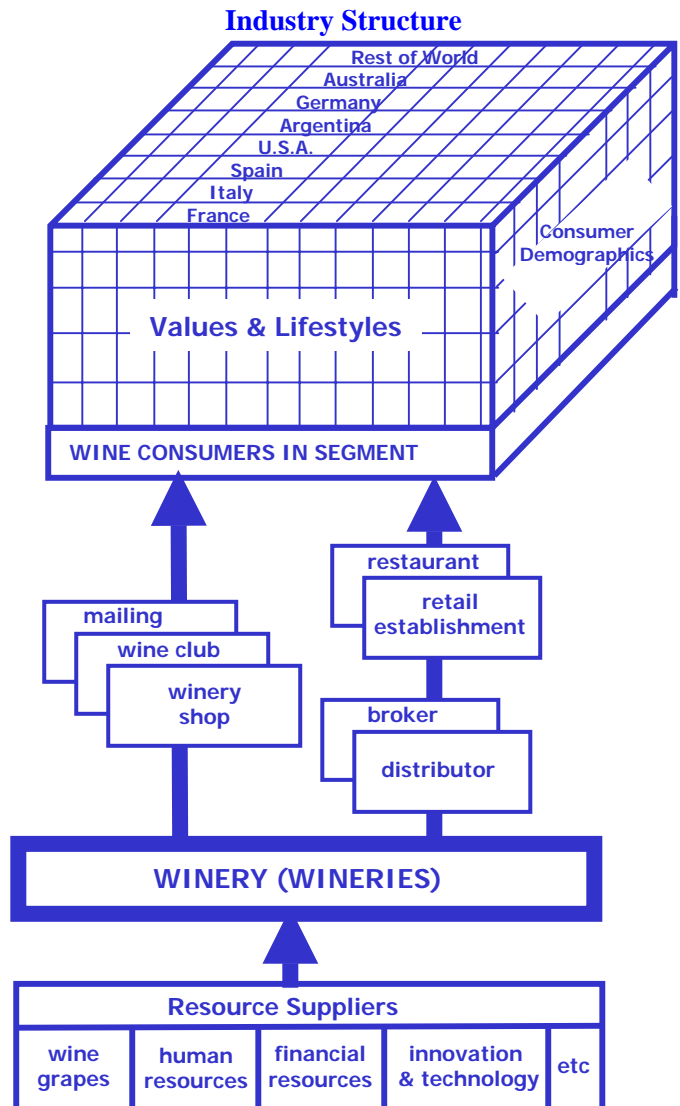 Industry Structure
Rest of World
Australia
Germany
Argentina
U.S.A.
Spain
Italy
France
Consumer
Demographics
Values & Lifestyles
WINE CONSUMERS IN SEGMENT
restaurant
retail
establishment
mailing
wine club
winery
shop
broker
distributor
WINERY (WINERIES)
Resource Suppliers
wine
grapes
human
resources
financial
resources
innovation
& technology
etc